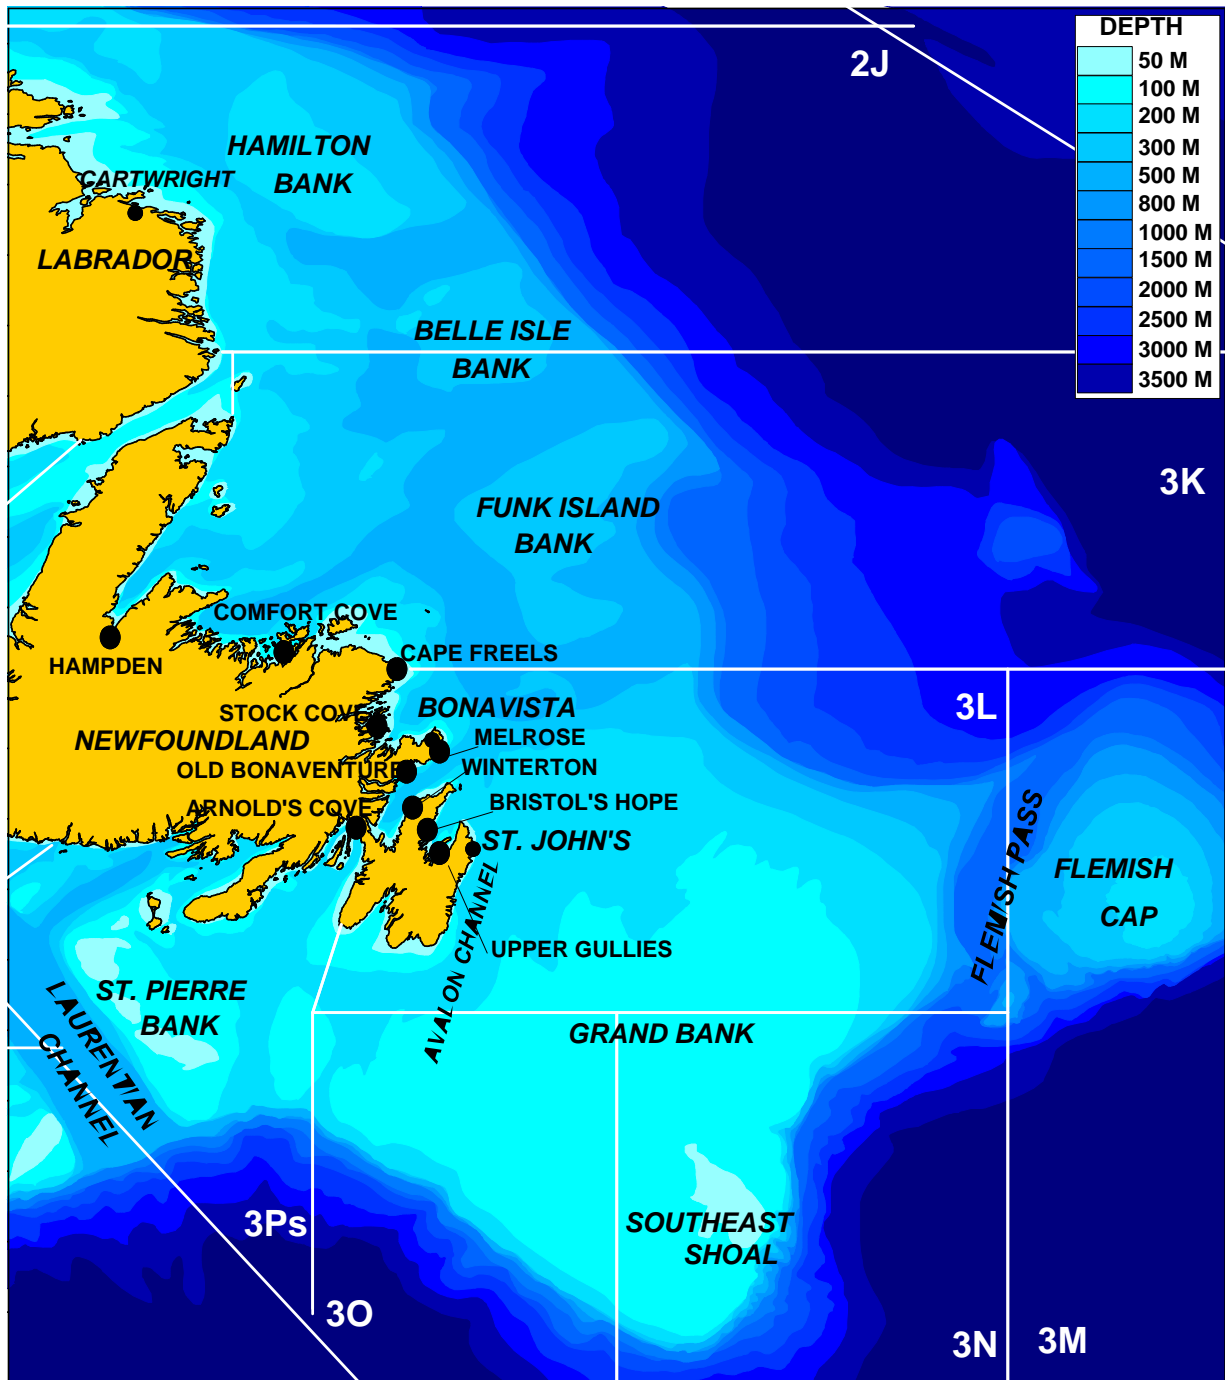 DEPTH
2J
50 M
100 M
200 M
300 M
500 M
800 M
1000 M
1500 M
2000 M
2500 M
3000 M
3500 M
HAMILTON
BANK
CARTWRIGHT
LABRADOR
BELLE ISLE
BANK
3K
FUNK ISLAND
BANK
COMFORT COVE
HAMPDEN
CAPE FREELS
STOCK COVE
BONAVISTA
3L
NEWFOUNDLAND
MELROSE
OLD BONAVENTURE
WINTERTON
ARNOLD'S COVE
BRISTOL'S HOPE
ST. JOHN'S
FLEMISH PASS
FLEMISH
CAP
AVALON CHANNEL
UPPER GULLIES
ST. PIERRE
BANK
LAURENTIAN
CHANNEL
GRAND BANK
3Ps
SOUTHEAST
SHOAL
3O
3N
3M